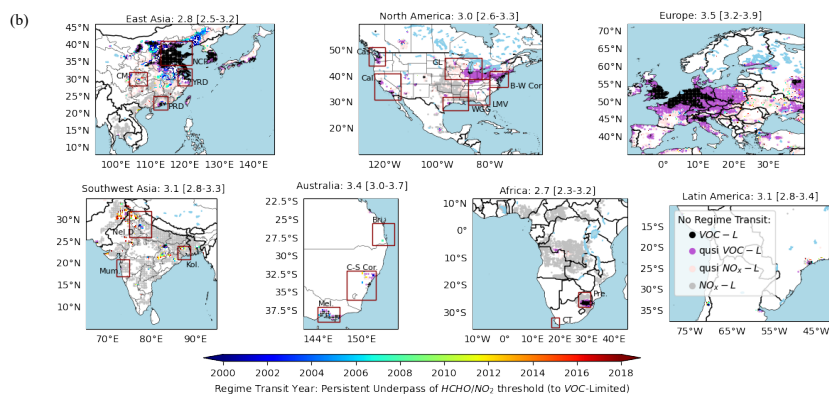 (b)
East Asia: 2.8 [2.5-3.2]
North America: 3.0 [2.6-3.3]
Europe: 3.5 [3.2-3.9]
45°N
40°N
35°N
30°N
25°N
20°N
15°N
10°N
NCP
CM
YRD
PRD
100°E 110°E 120°E 130°E 140°E
50°N
40°N
30°N
20°N
Cas
Cal
GL
B-W Cor
LMV
WG
120°W 100°W 80°W
70°N
65°N
60°N
55°N
50°N
45°N
40°N
0° 10°E 20°E 30°E
Southwest Asia: 3.1 [2.8-3.3]
Australia: 3.4 [3.0-3.7]
Africa: 2.7 [2.3-3.2]
Latin America: 3.1 [2.8-3.4]
30°N
25°N
20°N
15°N
10°N
Nel_D
Mum
Kol.
70°E 80°E 90°E
22.5°S
25°S
27.5°S
30°S
32.5°S
35°S
37.5°S
C-S Cor
Mel
144°E 150°E
10°N
0°
10°S
20°S
30°S
CT
10°E 20°E 30°E 40°E
No Regime Transit:
VOC − L
qusi VOC − L
qusi NOₓ − L
NOₓ − L
15°S
20°S
25°S
30°S
35°S
75°W 65°W 55°W 45°W
2000 2002 2004 2006 2008 2010 2012 2014 2016 2018
Regime Transit Year: Persistent Underpass of HCHO/NO₂ threshold (to VOC-Limited)